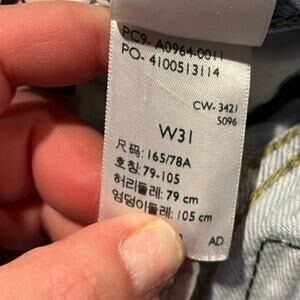 PC9- A0964-0011
PO- 4100513114
CW- 3421
5096
W31
尺码: 165/78A
호칭: 79-105
허리둘레: 79 cm
엉덩이둘레: 105 cm
AD